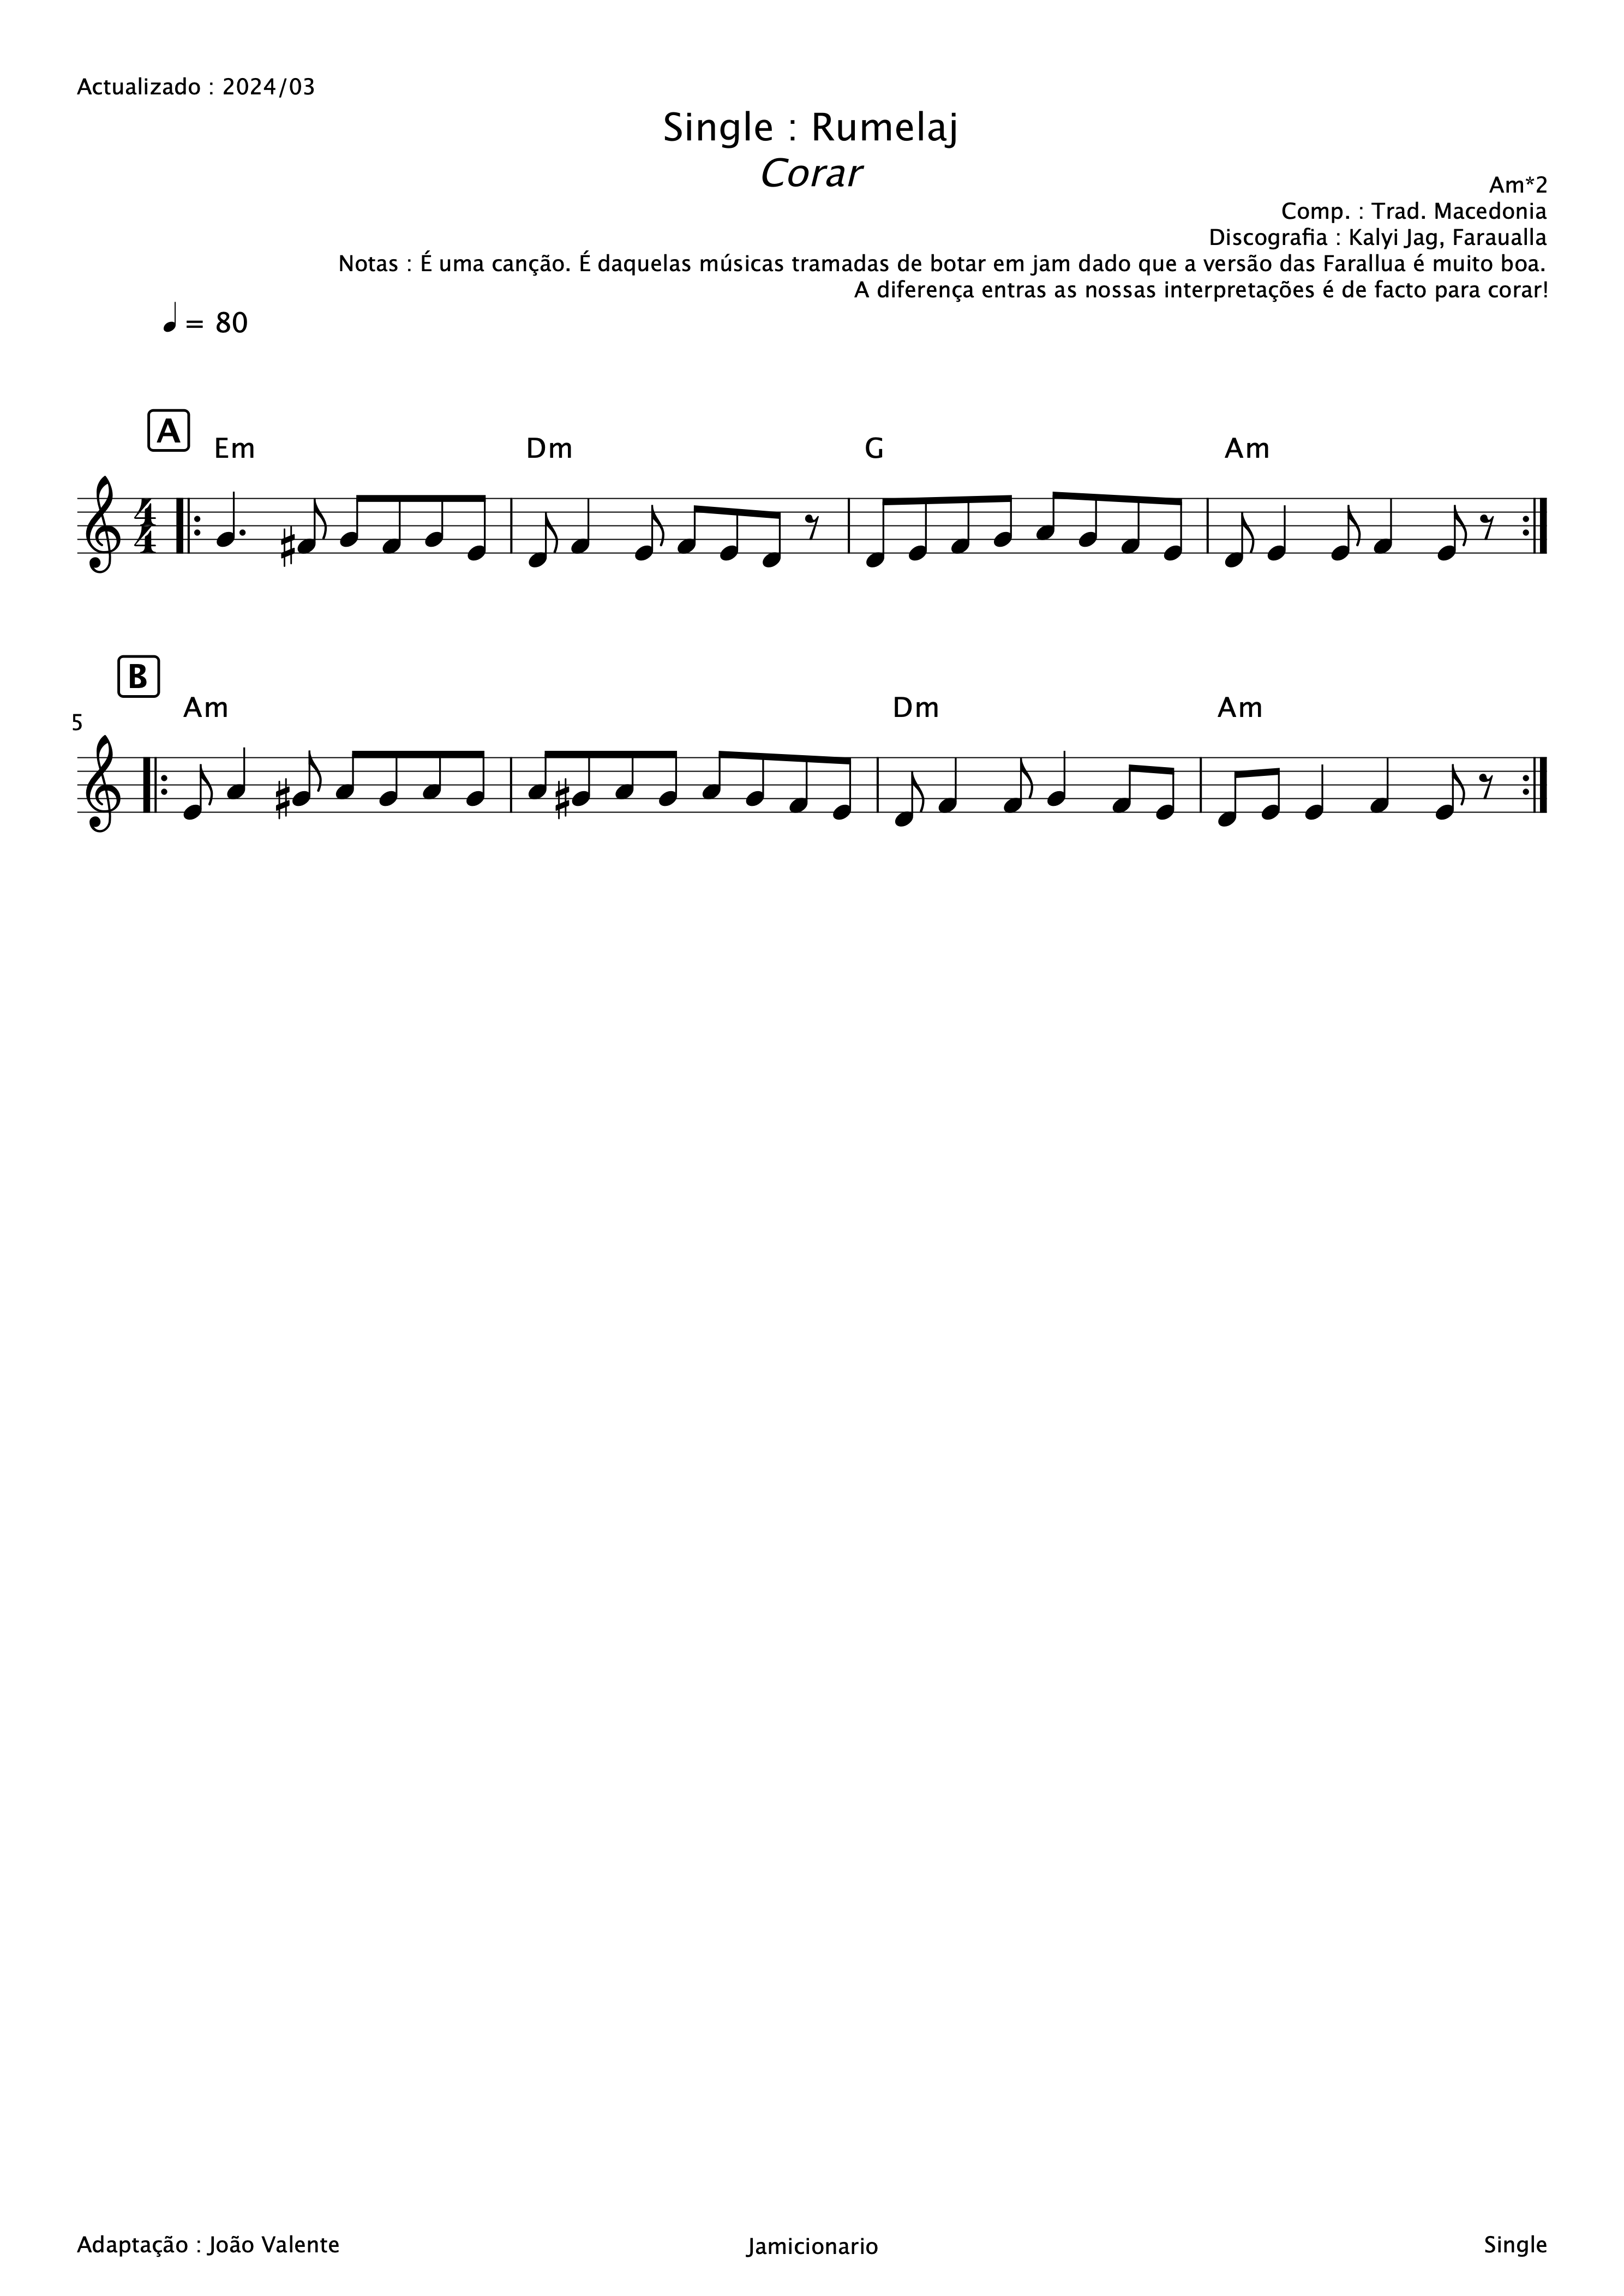 Actualizado : 2024/03
Single : Rumelaj
Corar
Am*2
Comp. : Trad. Macedonia
Discografia : Kalyi Jag, Faraualla
Notas : É uma canção. É daquelas músicas tramadas de botar em jam dado que a versão das Farallua é muito boa.
A diferença entras as nossas interpretações é de facto para corar!
= 80
A
Em Dm G Am
4
4
B
Am Dm Am
5
Adaptação : João Valente
Jamicionario
Single